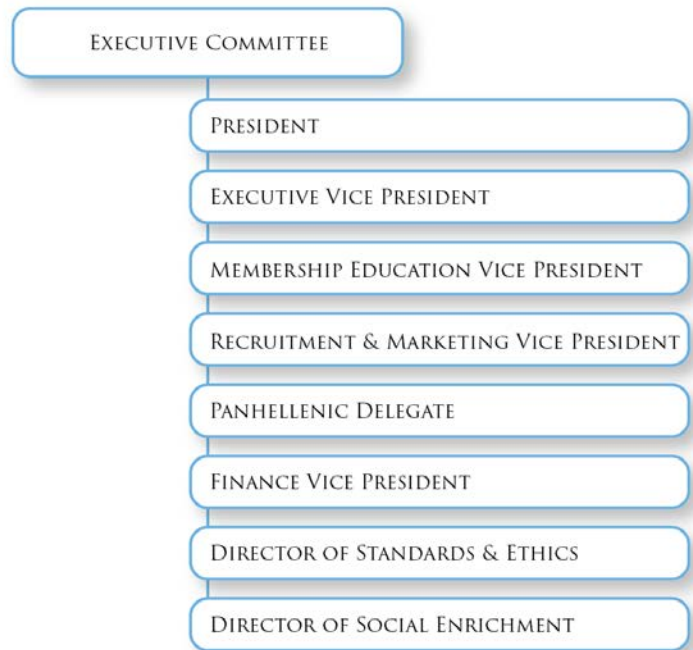 Executive Committee
President
Executive Vice President
Membership Education Vice President
Recruitment & Marketing Vice President
Panhellenic Delegate
Finance Vice President
Director of Standards & Ethics
Director of Social Enrichment